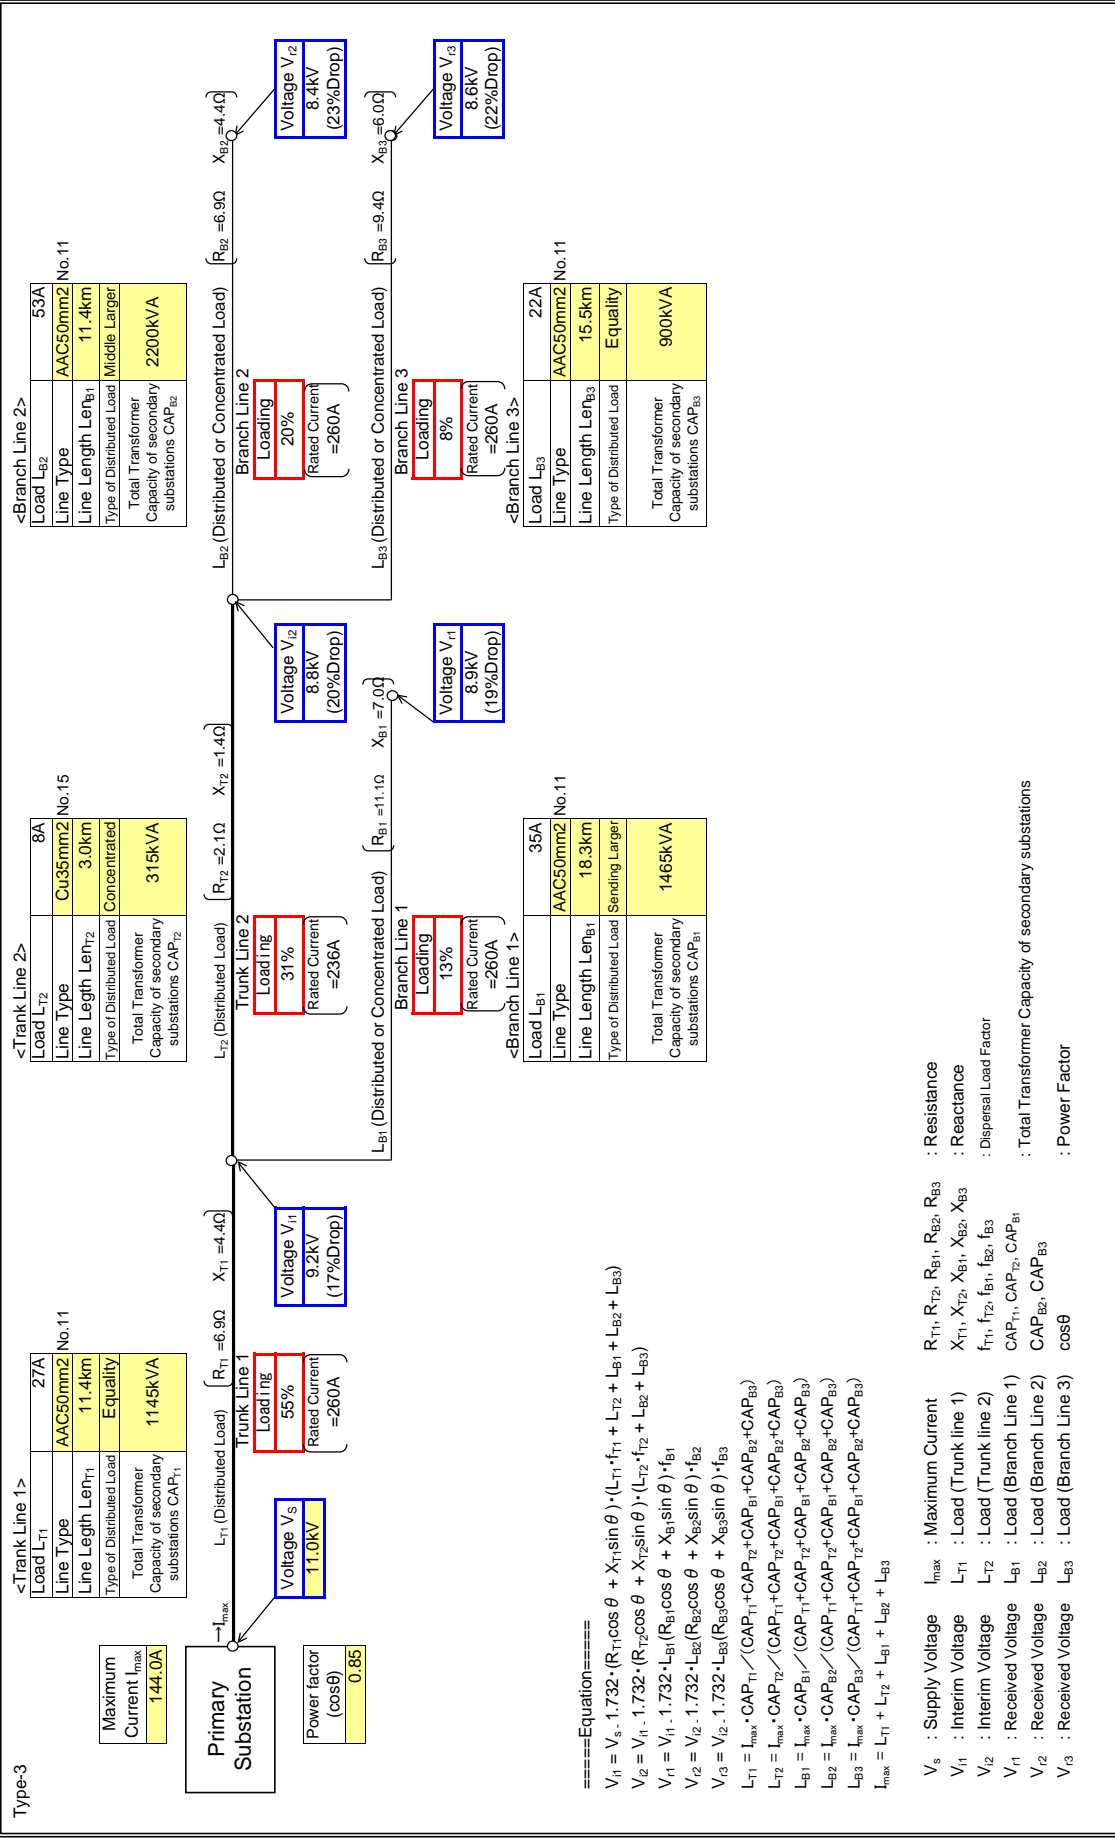 Type-3
Maximum
Current Imax
144.0A
Primary
Substation
Power factor
(cosθ)
0.85
→Imax
Voltage VS
11.0kV
<Trank Line 1>
Load LT1 27A
Line Type AAC50mm2 No.11
Line Legth LenT1 11.4km
Type of Distributed Load Equality
Total Transformer
Capacity of secondary
substations CAPT1
1145kVA
LT1 (Distributed Load)
RT1 =6.9Ω XT1 =4.4Ω
Trunk Line 1
Loading
55%
Rated Current
=260A
Voltage Vi1
9.2kV
(17%Drop)
<Trank Line 2>
Load LT2 8A
Line Type Cu35mm2 No.15
Line Legth LenT2 3.0km
Type of Distributed Load Concentrated
Total Transformer
Capacity of secondary
substations CAPT2
315kVA
LT2 (Distributed Load)
RT2 =2.1Ω XT2 =1.4Ω
Trunk Line 2
Loading
31%
Rated Current
=236A
Voltage Vi2
8.8kV
(20%Drop)
LB1 (Distributed or Concentrated Load)
RB1 =11.1Ω XB1 =7.0Ω
Branch Line 1
Loading
13%
Rated Current
=260A
Voltage Vr1
8.9kV
(19%Drop)
<Branch Line 1>
Load LB1 35A
Line Type AAC50mm2 No.11
Line Length LenB1 18.3km
Type of Distributed Load Sending Larger
Total Transformer
Capacity of secondary
substations CAPB1
1465kVA
<Branch Line 2>
Load LB2 53A
Line Type AAC50mm2 No.11
Line Length LenB1 11.4km
Type of Distributed Load Middle Larger
Total Transformer
Capacity of secondary
substations CAPB2
2200kVA
LB2 (Distributed or Concentrated Load)
RB2 =6.9Ω XB2 =4.4Ω
Branch Line 2
Loading
20%
Rated Current
=260A
Voltage Vr2
8.4kV
(23%Drop)
LB3 (Distributed or Concentrated Load)
RB3 =9.4Ω XB3 =6.0Ω
Branch Line 3
Loading
8%
Rated Current
=260A
Voltage Vr3
8.6kV
(22%Drop)
<Branch Line 3>
Load LB3 22A
Line Type AAC50mm2 No.11
Line Length LenB3 15.5km
Type of Distributed Load Equality
Total Transformer
Capacity of secondary
substations CAPB3
900kVA
=====Equation=====
Vi1 = Vs - 1.732・(RT1cos θ + XT1sin θ)・(LT1・fT1 + LT2 + LB1 + LB2 + LB3)
Vi2 = Vi1 - 1.732・(RT2cos θ + XT2sin θ)・(LT2・fT2 + LB2 + LB3)
Vr1 = Vi1 - 1.732・LB1(RB1cos θ + XB1sin θ)・fB1
Vr2 = Vi2 - 1.732・LB2(RB2cos θ + XB2sin θ)・fB2
Vr3 = Vi2 - 1.732・LB3(RB3cos θ + XB3sin θ)・fB3
LT1 = Imax・CAPT1／(CAPT1+CAPT2+CAPB1+CAPB2+CAPB3)
LT2 = Imax・CAPT2／(CAPT1+CAPT2+CAPB1+CAPB2+CAPB3)
LB1 = Imax・CAPB1／(CAPT1+CAPT2+CAPB1+CAPB2+CAPB3)
LB2 = Imax・CAPB2／(CAPT1+CAPT2+CAPB1+CAPB2+CAPB3)
LB3 = Imax・CAPB3／(CAPT1+CAPT2+CAPB1+CAPB2+CAPB3)
Imax = LT1 + LT2 + LB1 + LB2 + LB3
Vs : Supply Voltage Imax : Maximum Current RT1, RT2, RB1, RB2, RB3 : Resistance
Vi1 : Interim Voltage LT1 : Load (Trunk line 1) XT1, XT2, XB1, XB2, XB3 : Reactance
Vi2 : Interim Voltage LT2 : Load (Trunk line 2) fT1, fT2, fB1, fB2, fB3 : Dispersal Load Factor
Vr1 : Received Voltage LB1 : Load (Branch Line 1) CAPT1, CAPT2, CAPB1
Vr2 : Received Voltage LB2 : Load (Branch Line 2) CAPB2, CAPB3 : Total Transformer Capacity of secondary substations
Vr3 : Received Voltage LB3 : Load (Branch Line 3) cosθ : Power Factor